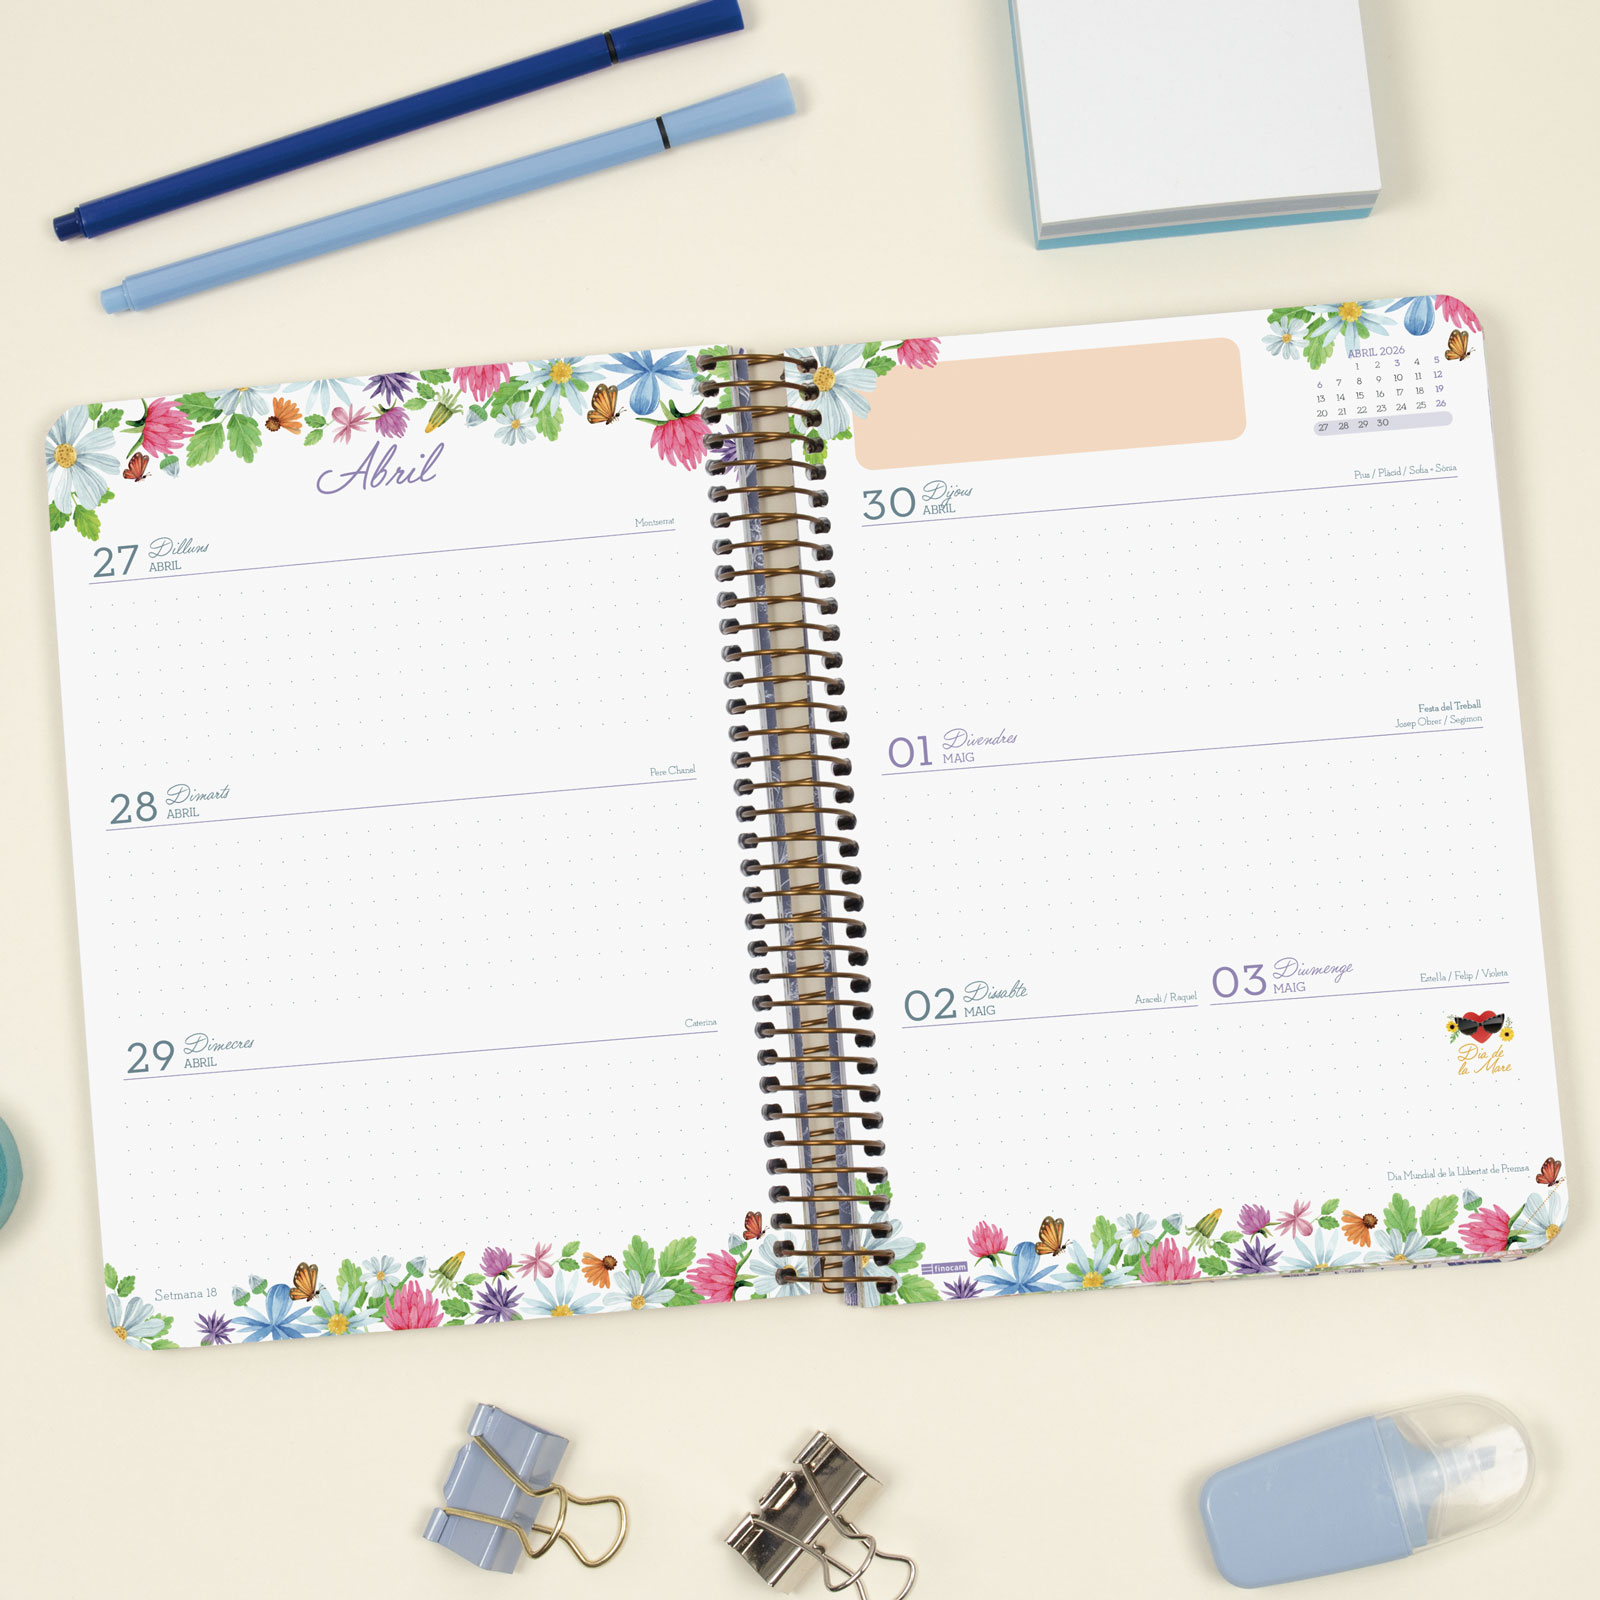 Abril
Montserrat
27 Dilluns
ABRIL
Pere Chanel
28 Dimarts
ABRIL
Caterina
29 Dimecres
ABRIL
Setmana 18
ABRIL 2026
1 2 3 4 5
6 7 8 9 10 11 12
13 14 15 16 17 18 19
20 21 22 23 24 25 26
27 28 29 30
Pius / Plàcid / Sofia - Sònia
30 Dijous
ABRIL
Festa del Treball
Josep Obrer / Segimon
01 Divendres
MAIG
02 Dissabte
MAIG
Araceli / Raquel
03 Diumenge
MAIG
Estel·la / Felip / Violeta
Dia de
la Mare
Dia Mundial de la Llibertat de Premsa
finocam